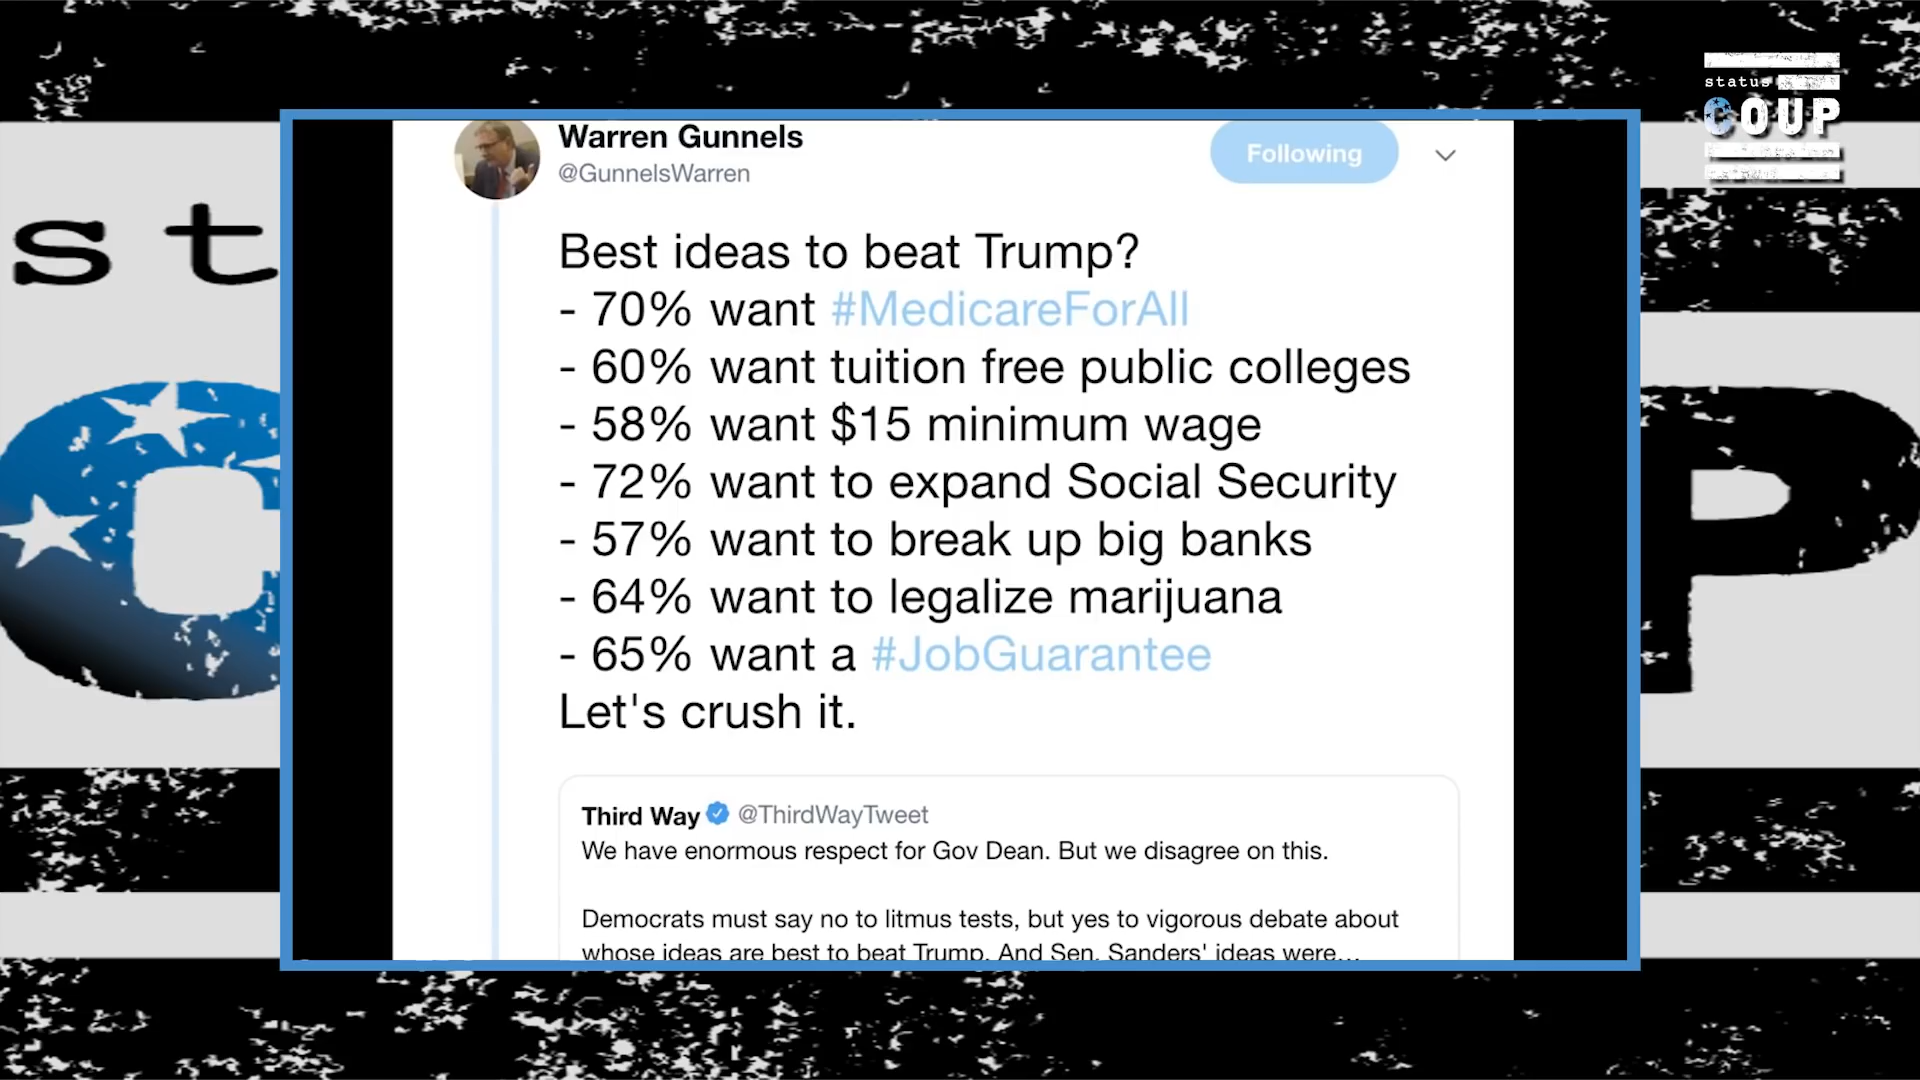 status
COUP
Warren Gunnels
@GunnelsWarren
Following
Best ideas to beat Trump?
- 70% want #MedicareForAll
- 60% want tuition free public colleges
- 58% want $15 minimum wage
- 72% want to expand Social Security
- 57% want to break up big banks
- 64% want to legalize marijuana
- 65% want a #JobGuarantee
Let's crush it.
Third Way @ThirdWayTweet
We have enormous respect for Gov Dean. But we disagree on this.
Democrats must say no to litmus tests, but yes to vigorous debate about
whose ideas are best to beat Trump. And Sen. Sanders' ideas were...
st
C
P